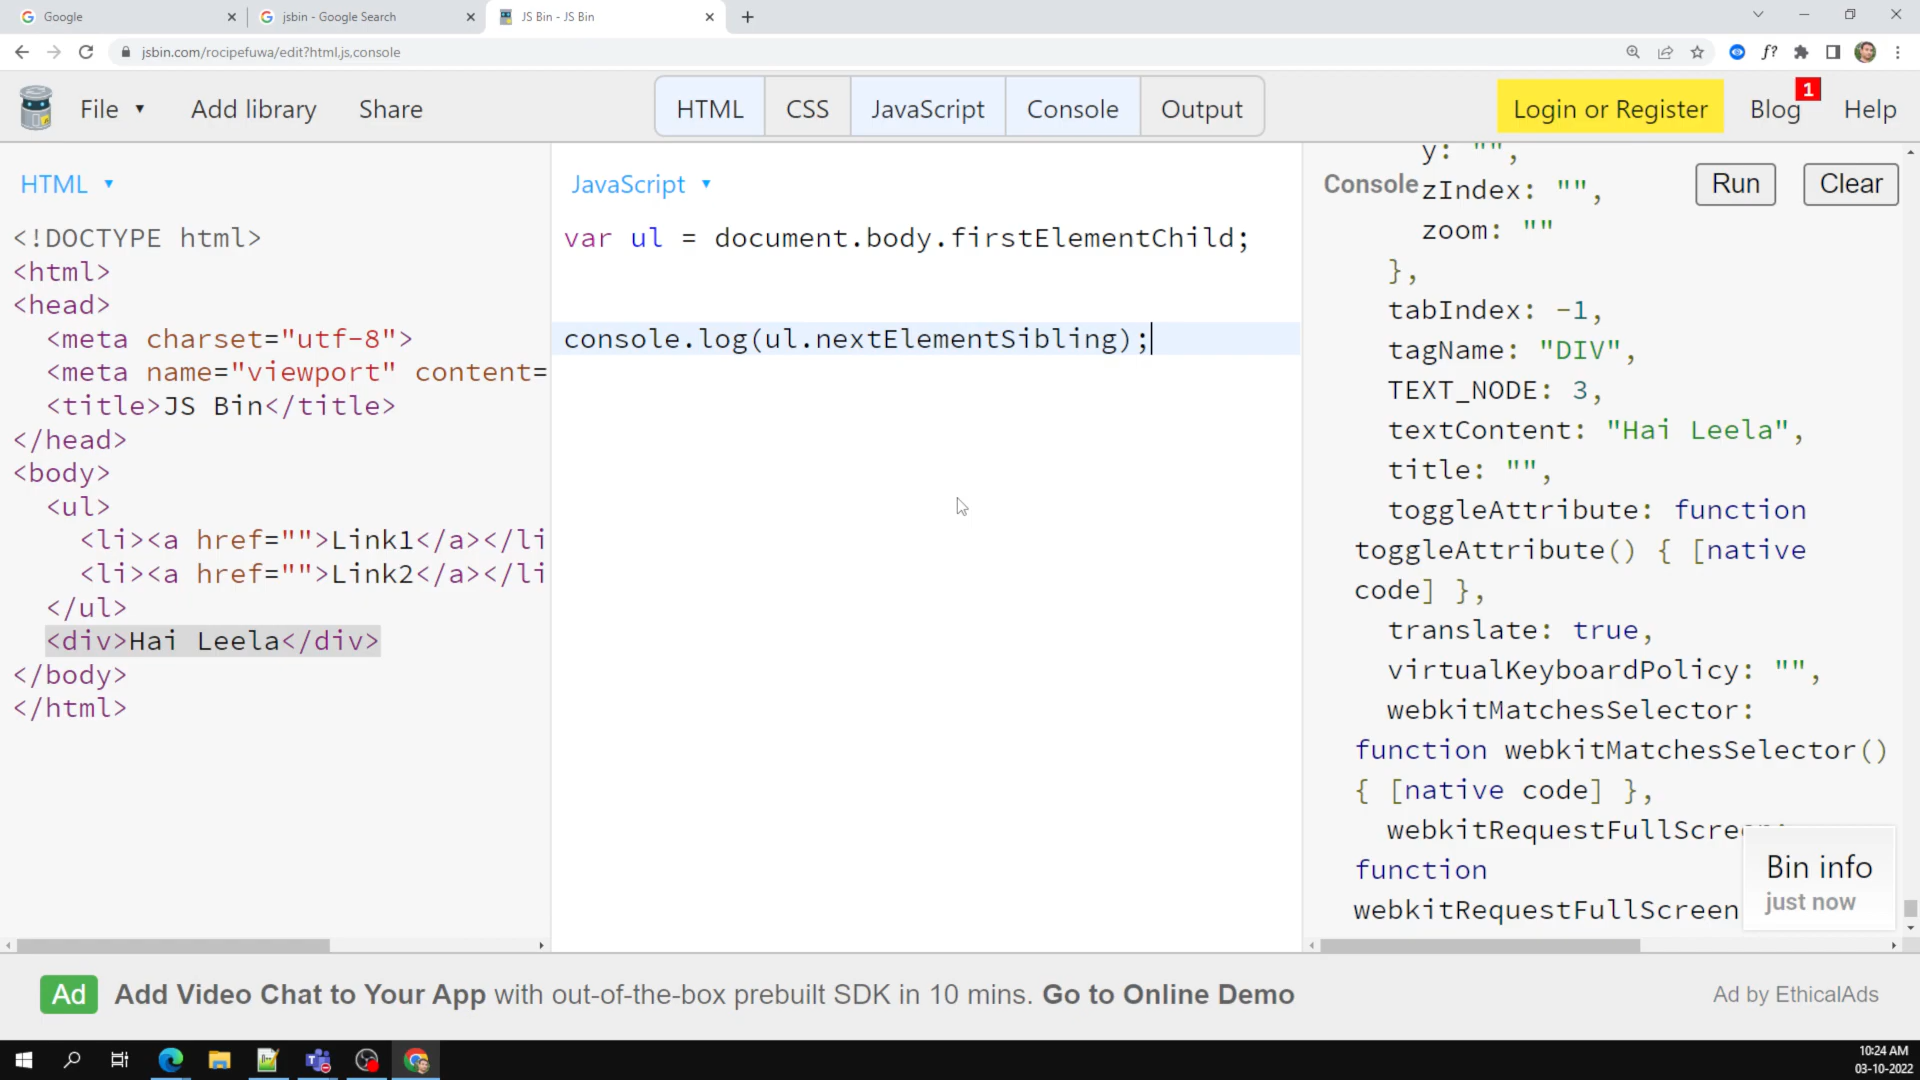 Google
jsbin - Google Search
JS Bin - JS Bin
jsbin.com/rocipefuwa/edit?html,js,console
f?
File
Add library
Share
HTML
CSS
JavaScript
Console
Output
Login or Register
Blog
1
Help
HTML
<!DOCTYPE html>
<html>
<head>
<meta charset="utf-8">
<meta name="viewport" content=
<title>JS Bin</title>
</head>
<body>
<ul>
<li><a href="">Link1</a></li
<li><a href="">Link2</a></li
</ul>
<div>Hai Leela</div>
</body>
</html>
JavaScript
var ul = document.body.firstElementChild;
console.log(ul.nextElementSibling);
Console
Run
Clear
y: "",
zIndex: "",
zoom: ""
},
tabIndex: -1,
tagName: "DIV",
TEXT_NODE: 3,
textContent: "Hai Leela",
title: "",
toggleAttribute: function
toggleAttribute() { [native
code] },
translate: true,
virtualKeyboardPolicy: "",
webkitMatchesSelector:
function webkitMatchesSelector()
{ [native code] },
webkitRequestFullScreen:
function
webkitRequestFullScreen
Bin info
just now
Ad
Add Video Chat to Your App with out-of-the-box prebuilt SDK in 10 mins. Go to Online Demo
Ad by EthicalAds
10:24 AM
03-10-2022